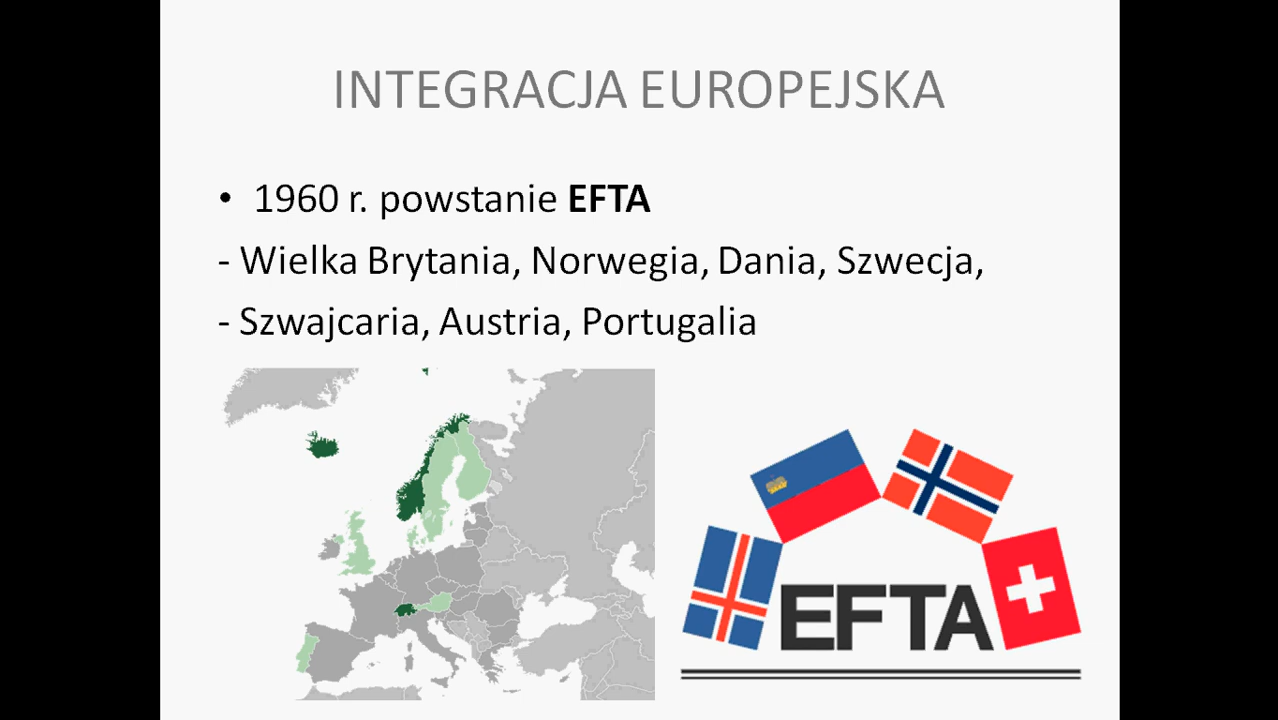 INTEGRACJA EUROPEJSKA
• 1960 r. powstanie EFTA
- Wielka Brytania, Norwegia, Dania, Szwecja,
- Szwajcaria, Austria, Portugalia
EFTA